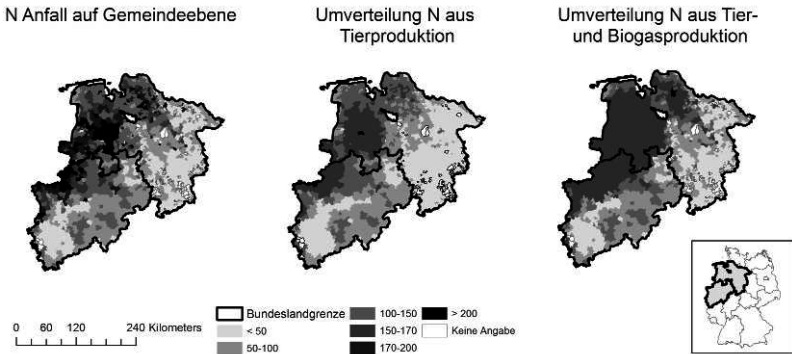 N Anfall auf Gemeindeebene
Umverteilung N aus
Tierproduktion
Umverteilung N aus Tier-
und Biogasproduktion
Bundeslandgrenze
< 50
50-100
100-150
150-170
170-200
> 200
Keine Angabe
0 60 120 240 Kilometers